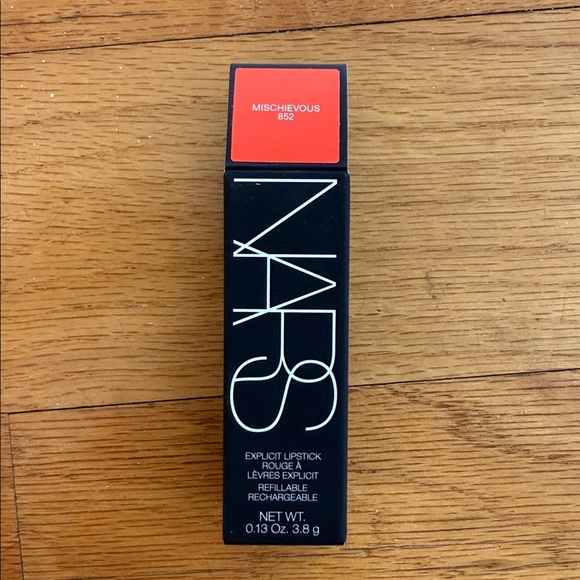 MISCHIEVOUS
852
NARS
EXPLICIT LIPSTICK
ROUGE À
LÈVRES EXPLICIT
REFILLABLE
RECHARGEABLE
NET WT.
0.13 Oz. 3.8 g